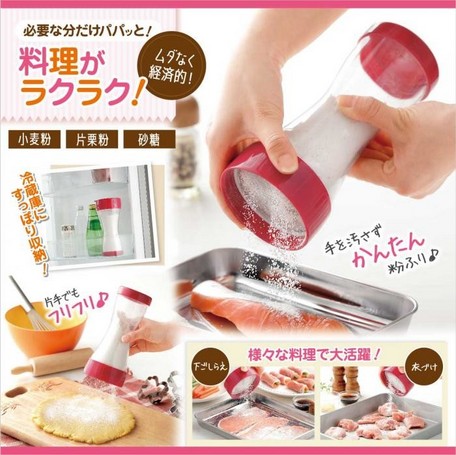 必要な分だけパパッと!
料理が
ラクラク!
ムダなく
経済的!
小麦粉
片栗粉
砂糖
冷蔵庫に
すっぽり収納!
手を汚さず
かんたん
粉ふり♪
片手でも
フリフリ♪
様々な料理で大活躍!
下ごしらえ
衣づけ